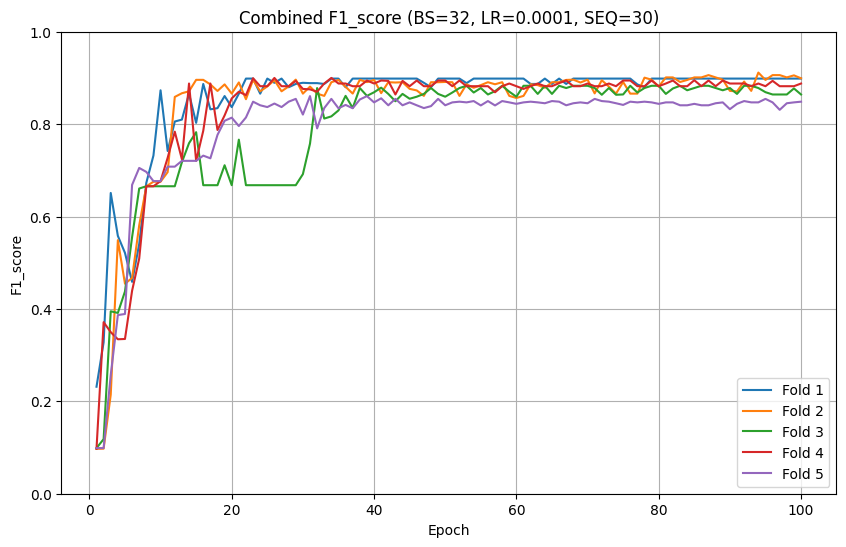 Combined F1_score (BS=32, LR=0.0001, SEQ=30)
1.0
0.8
0.6
0.4
0.2
0.0
F1_score
0 20 40 60 80 100
Epoch
Fold 1
Fold 2
Fold 3
Fold 4
Fold 5